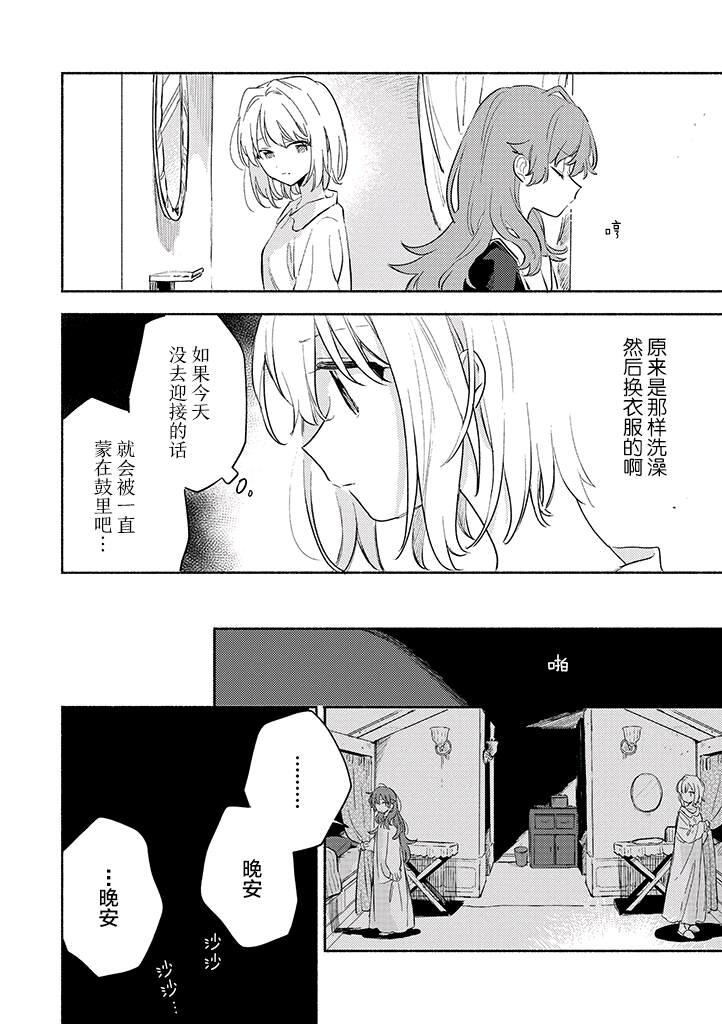 哼
原来是那样洗澡
然后换衣服的啊
如果今天
没去迎接的话
就会被一直
蒙在鼓里吧…
啪
……
晚安
…晚安
沙沙
沙沙…